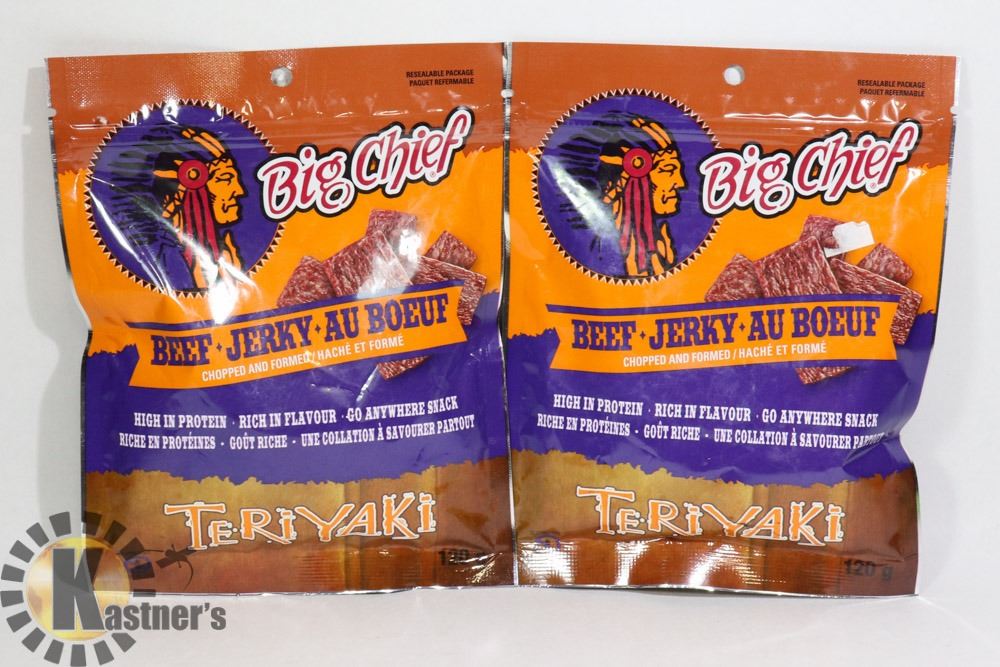 RESEALABLE PACKAGE
PAQUET REFERMABLE
Big Chief
BEEF · JERKY · AU BOEUF
CHOPPED AND FORMED / HACHÉ ET FORMÉ
HIGH IN PROTEIN · RICH IN FLAVOUR · GO ANYWHERE SNACK
RICHE EN PROTÉINES · GOÛT RICHE · UNE COLLATION À SAVOURER PARTOUT
TERIYAKI
120
RESEALABLE PACKAGE
PAQUET REFERMABLE
Big Chief
BEEF · JERKY · AU BOEUF
CHOPPED AND FORMED / HACHÉ ET FORMÉ
HIGH IN PROTEIN · RICH IN FLAVOUR · GO ANYWHERE SNACK
RICHE EN PROTÉINES · GOÛT RICHE · UNE COLLATION À SAVOURER PARTOUT
TERIYAKI
120 g
KASTNER'S